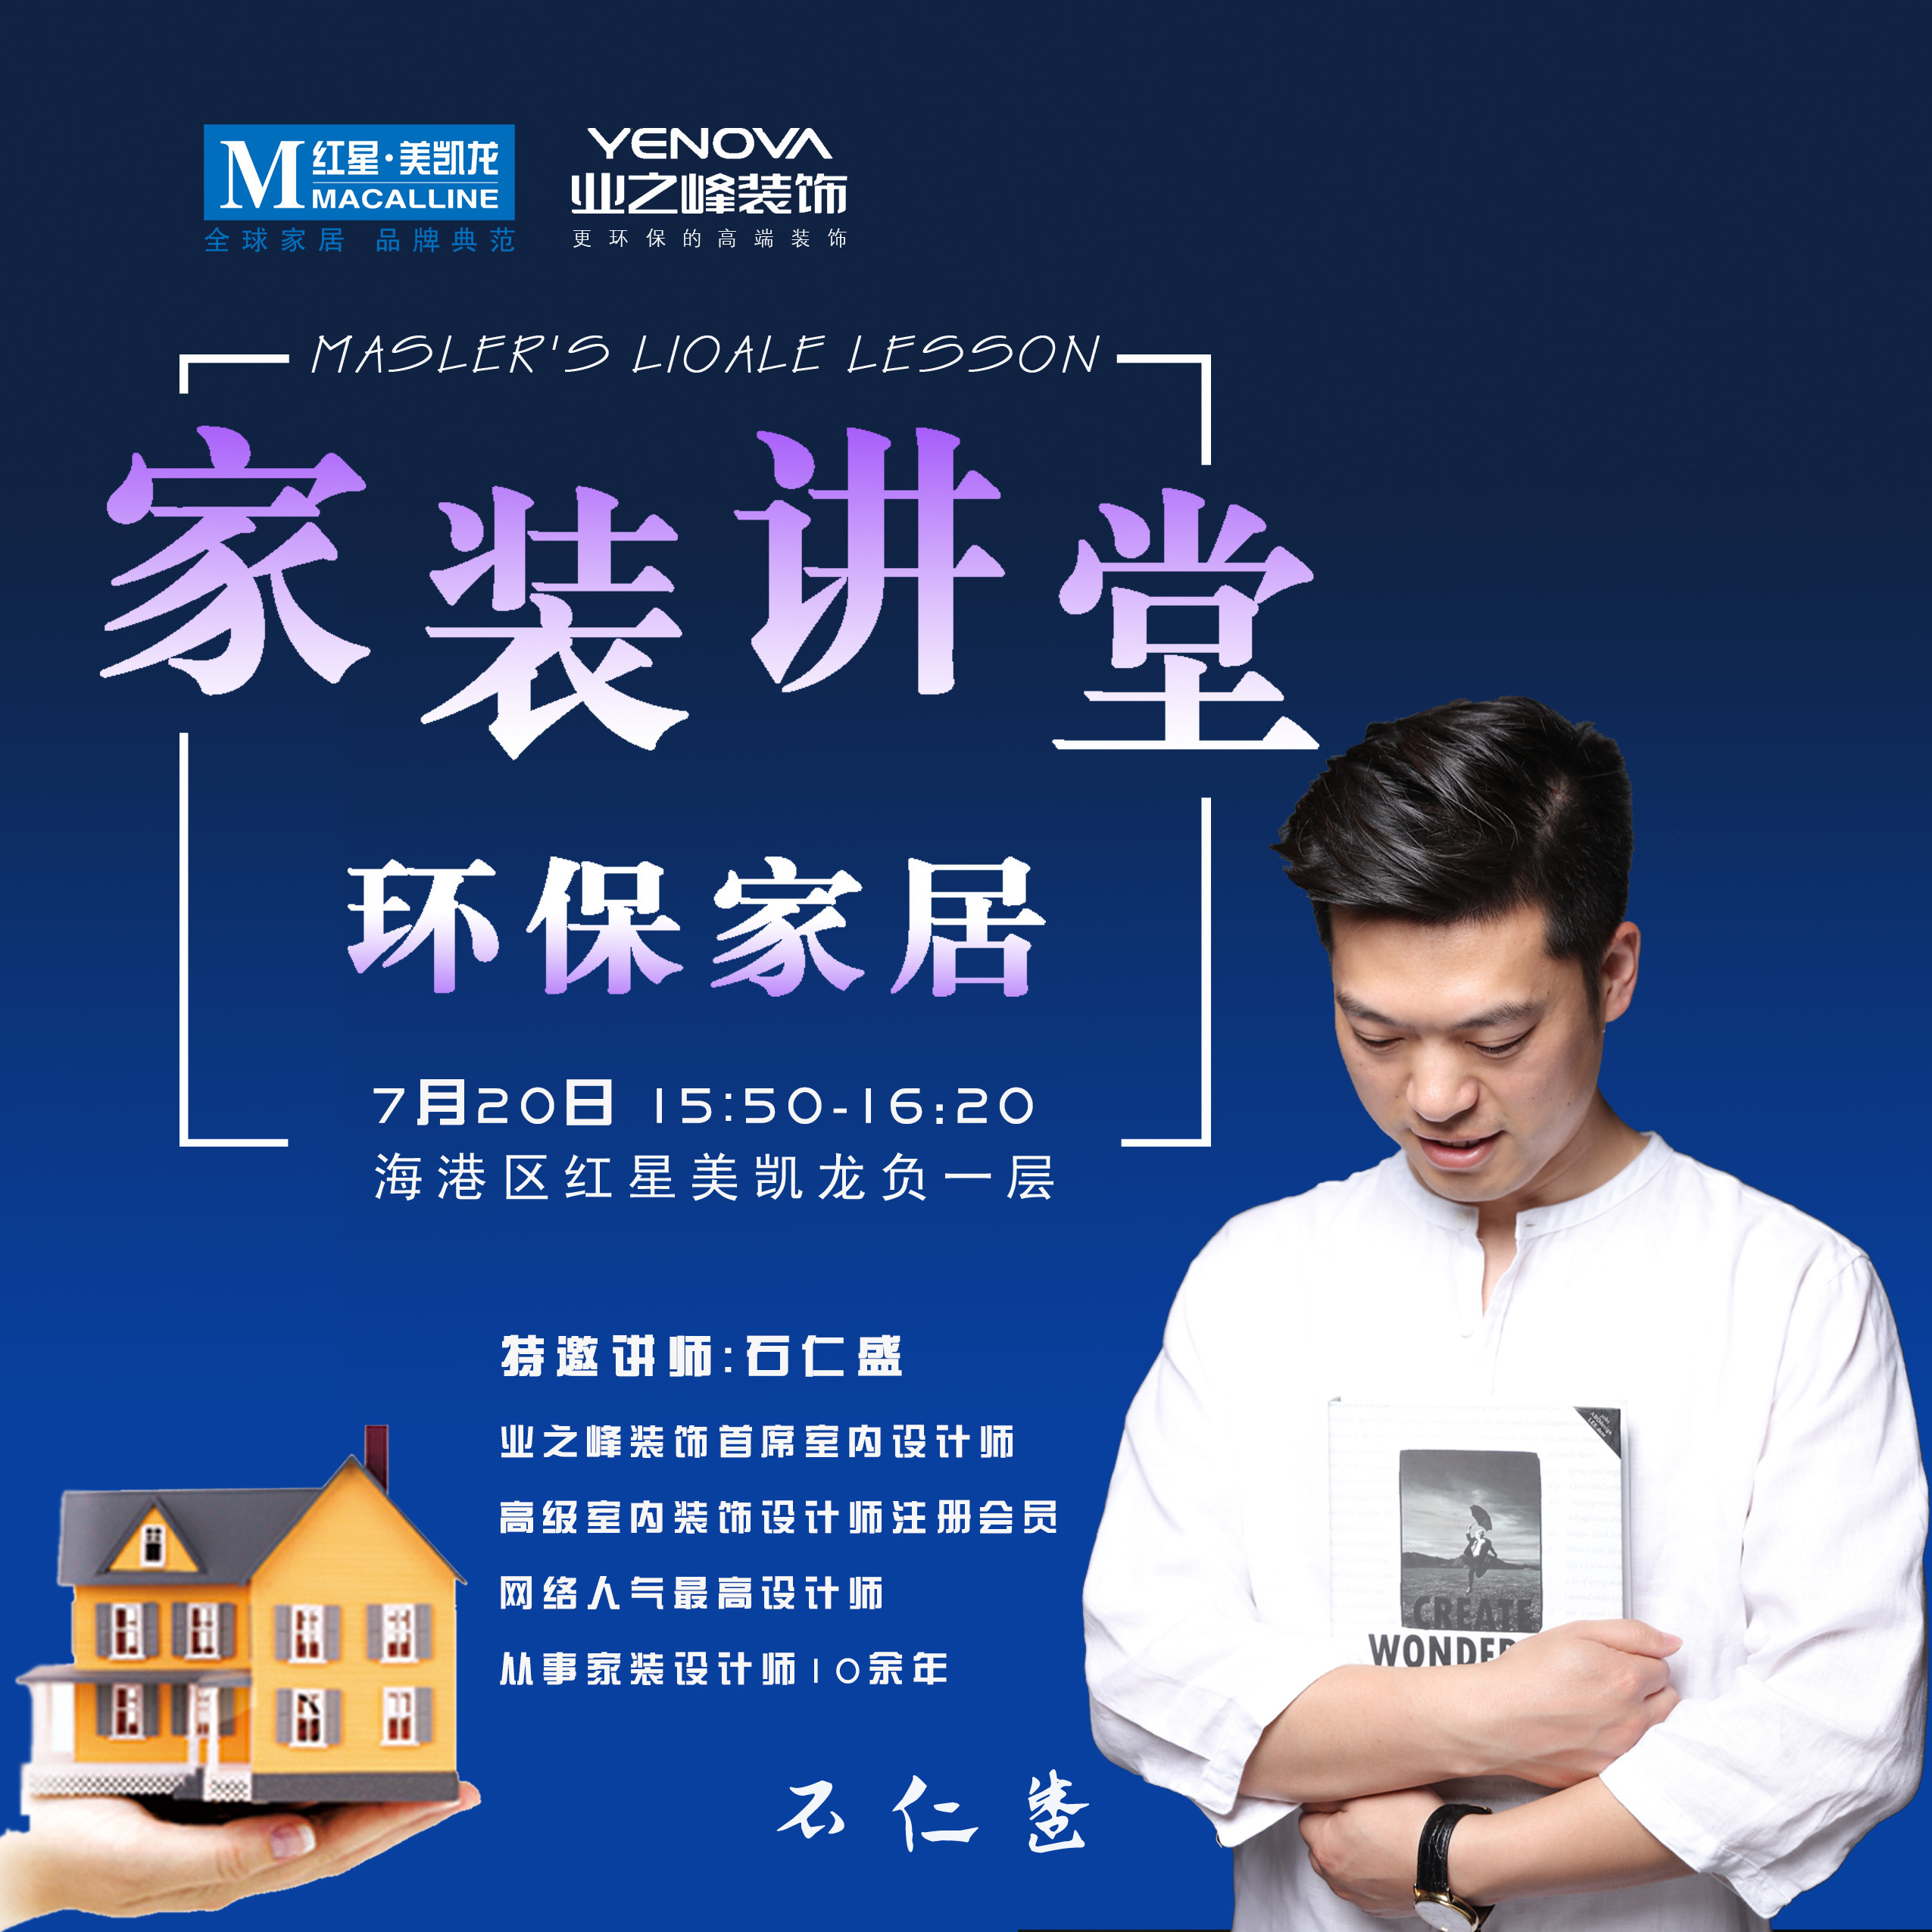 M 红星·美凯龙
MACALLINE
全球家居 品牌典范
YENOVA
业之峰装饰
更环保的高端装饰
MASLER'S LIOALE LESSON
家装讲堂
环保家居
7月20日 15:50-16:20
海港区红星美凯龙负一层
特邀讲师:石仁盛
业之峰装饰首席室内设计师
高级室内装饰设计师注册会员
网络人气最高设计师
从事家装设计师10余年
石仁盛
CREATE